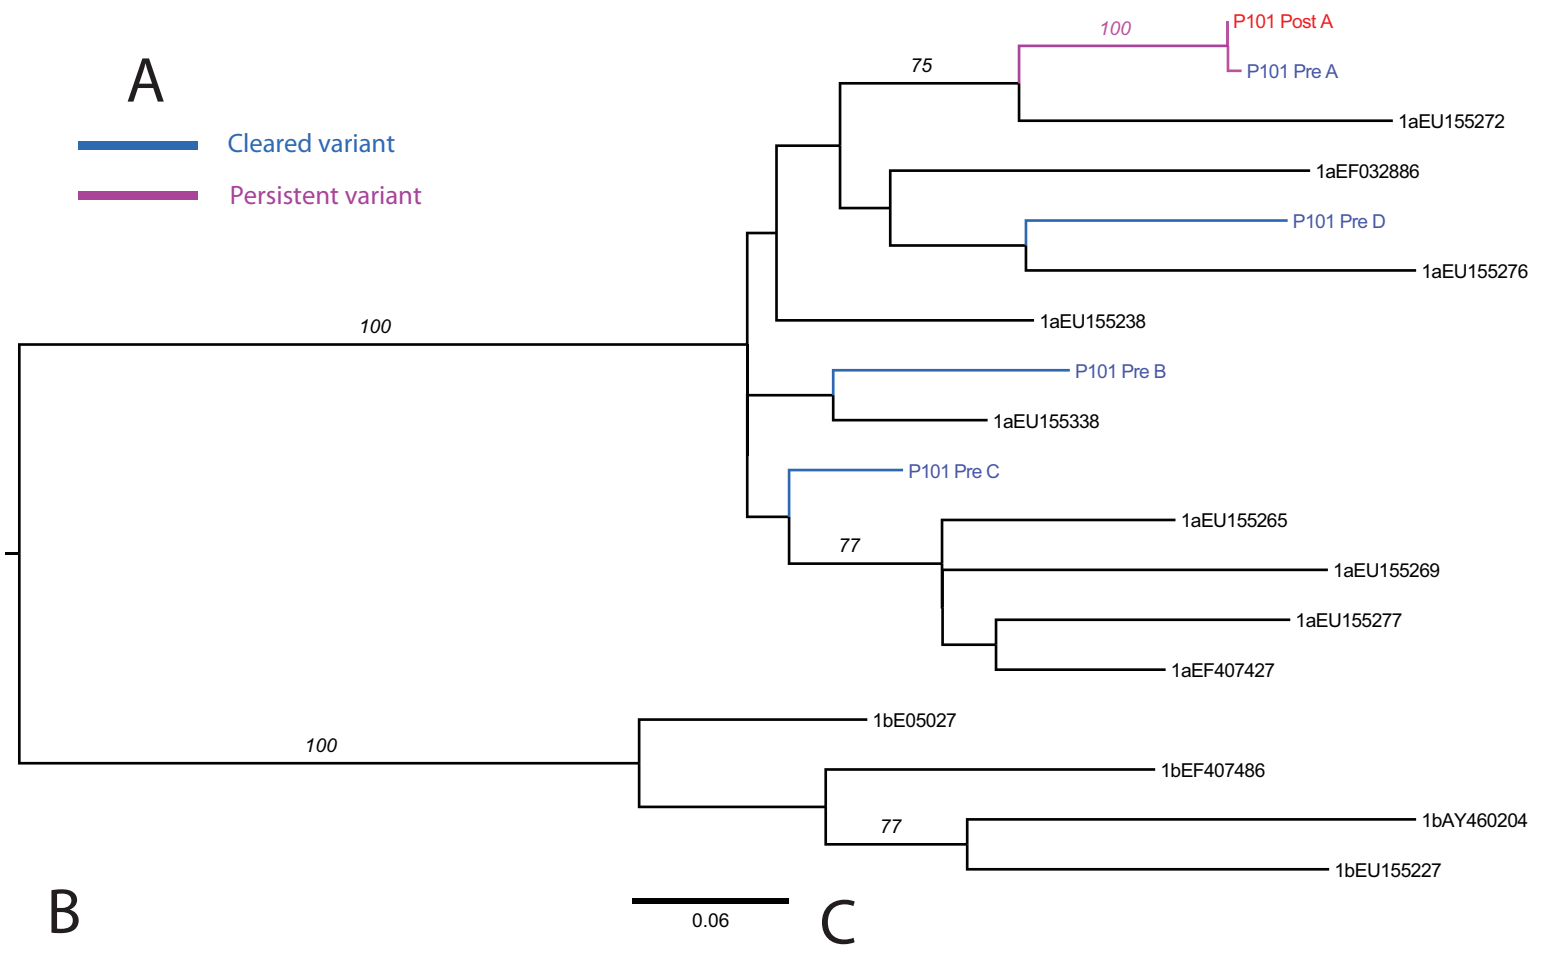 A
Cleared variant
Persistent variant
100
P101 Post A
P101 Pre A
75
1aEU155272
1aEF032886
P101 Pre D
1aEU155276
1aEU155238
100
P101 Pre B
1aEU155338
P101 Pre C
1aEU155265
77
1aEU155269
1aEU155277
1aEF407427
1bE05027
100
1bEF407486
77
1bAY460204
1bEU155227
B
0.06
C